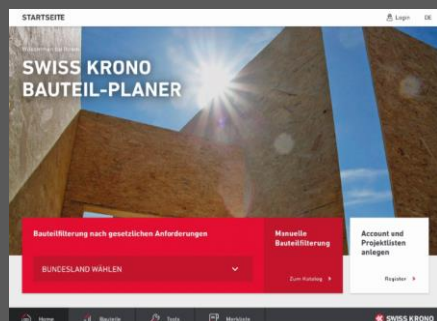 STARTSEITE
Login DE
SWISS KRONO
BAUTEIL-PLANER
Bauteilfilterung nach gesetzlichen Anforderungen
BUNDESLAND WÄHLEN
Manuelle
Bauteilfilterung
Zum Katalog
Account und
Projektlisten
anlegen
Register
Home Bauteile Tools Merkliste SWISS KRONO